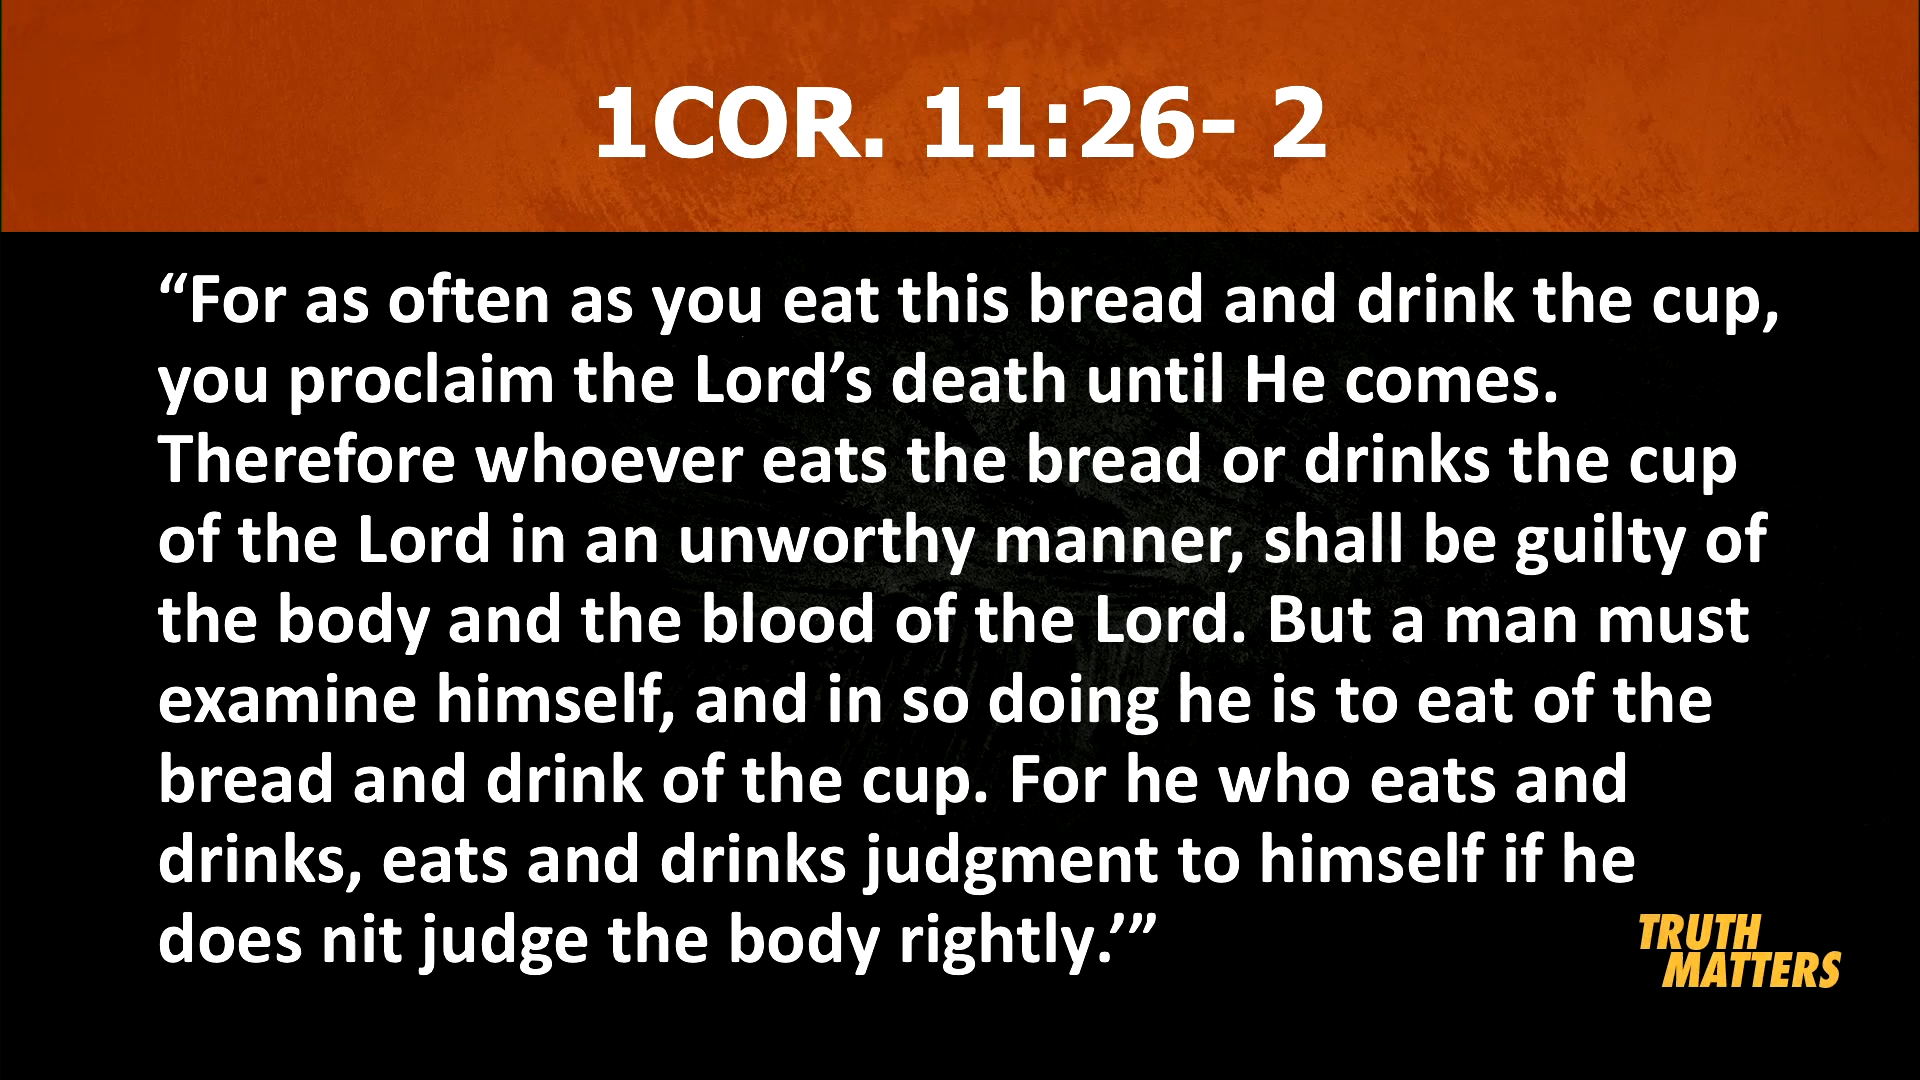 1COR. 11:26- 2
“For as often as you eat this bread and drink the cup,
you proclaim the Lord’s death until He comes.
Therefore whoever eats the bread or drinks the cup
of the Lord in an unworthy manner, shall be guilty of
the body and the blood of the Lord. But a man must
examine himself, and in so doing he is to eat of the
bread and drink of the cup. For he who eats and
drinks, eats and drinks judgment to himself if he
does nit judge the body rightly.’”
TRUTH
MATTERS